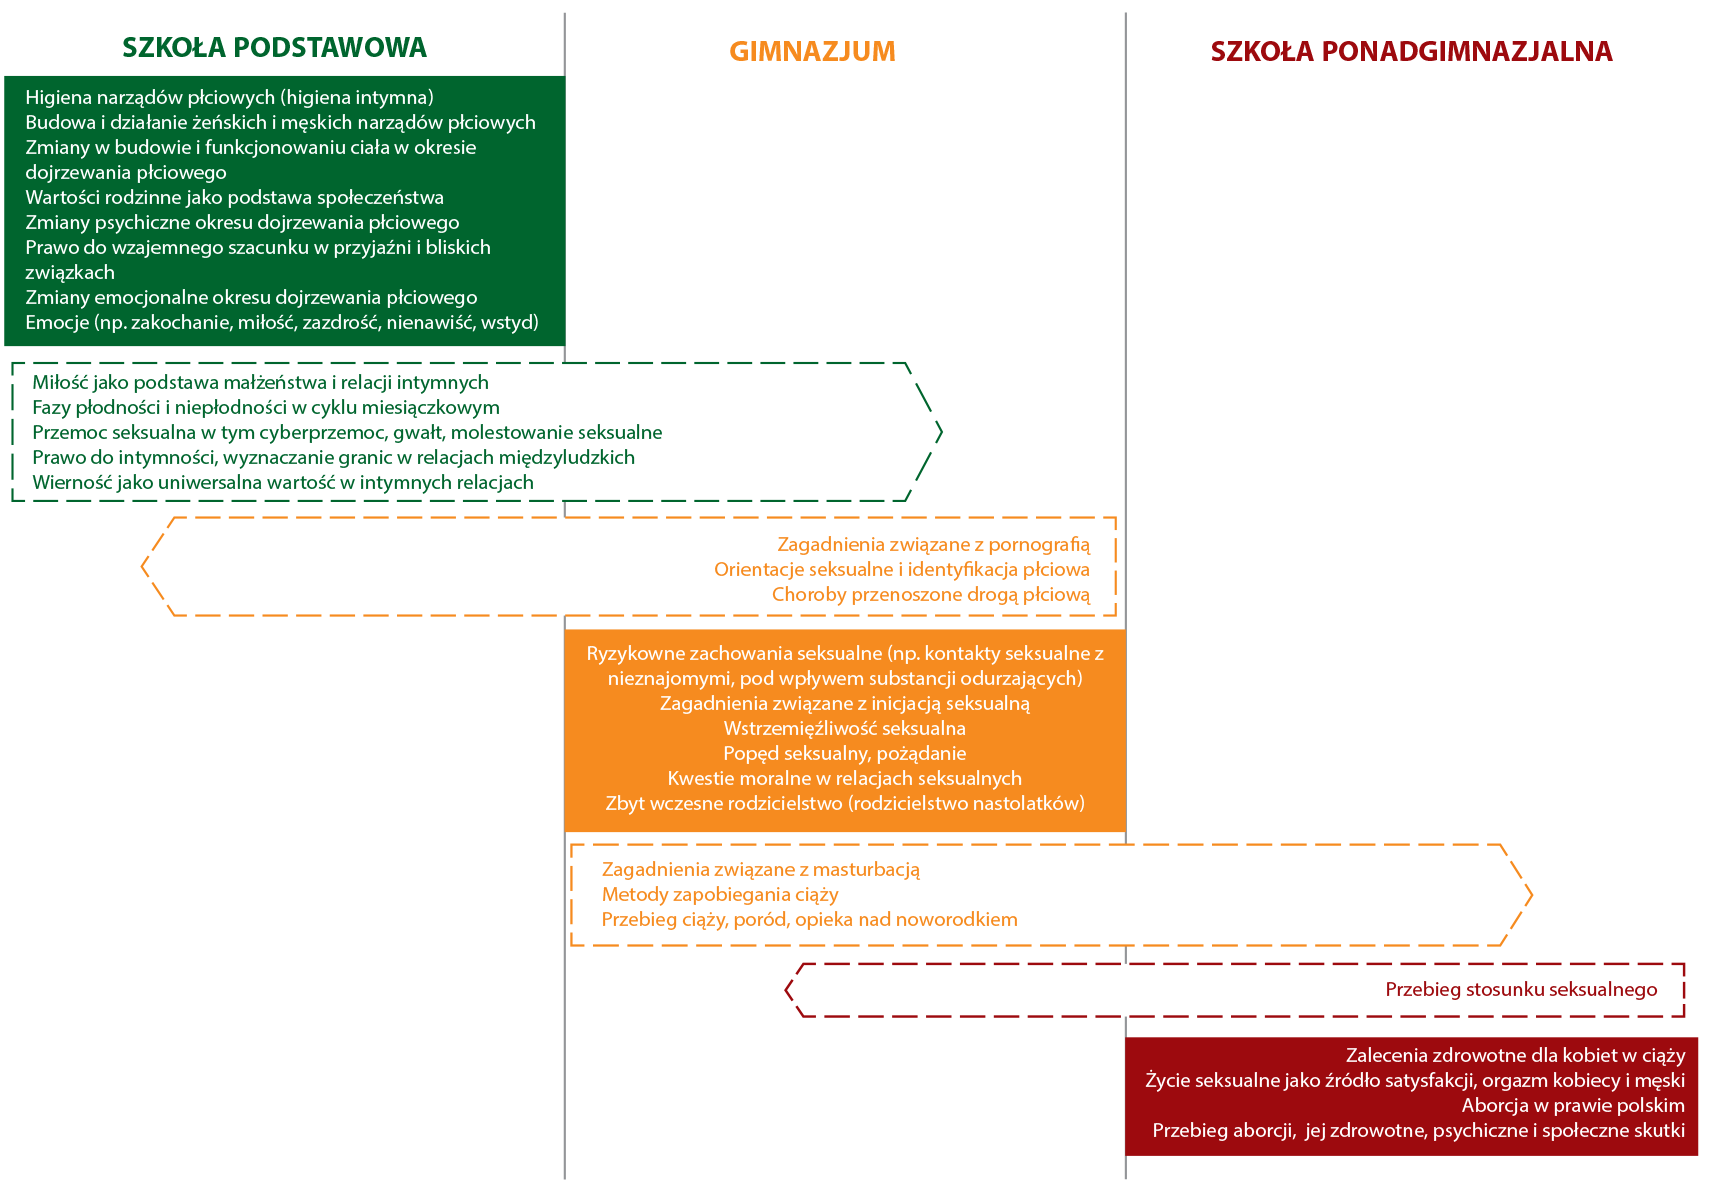 SZKOŁA PODSTAWOWA
GIMNAZJUM
SZKOŁA PONADGIMNAZJALNA
Higiena narządów płciowych (higiena intymna)
Budowa i działanie żeńskich i męskich narządów płciowych
Zmiany w budowie i funkcjonowaniu ciała w okresie
dojrzewania płciowego
Wartości rodzinne jako podstawa społeczeństwa
Zmiany psychiczne okresu dojrzewania płciowego
Prawo do wzajemnego szacunku w przyjaźni i bliskich
związkach
Zmiany emocjonalne okresu dojrzewania płciowego
Emocje (np. zakochanie, miłość, zazdrość, nienawiść, wstyd)
Miłość jako podstawa małżeństwa i relacji intymnych
Fazy płodności i niepłodności w cyklu miesiączkowym
Przemoc seksualna w tym cyberprzemoc, gwałt, molestowanie seksualne
Prawo do intymności, wyznaczanie granic w relacjach międzyludzkich
Wierność jako uniwersalna wartość w intymnych relacjach
Zagadnienia związane z pornografią
Orientacje seksualne i identyfikacja płciowa
Choroby przenoszone drogą płciową
Ryzykowne zachowania seksualne (np. kontakty seksualne z
nieznajomymi, pod wpływem substancji odurzających)
Zagadnienia związane z inicjacją seksualną
Wstrzemięźliwość seksualna
Popęd seksualny, pożądanie
Kwestie moralne w relacjach seksualnych
Zbyt wczesne rodzicielstwo (rodzicielstwo nastolatków)
Zagadnienia związane z masturbacją
Metody zapobiegania ciąży
Przebieg ciąży, poród, opieka nad noworodkiem
Przebieg stosunku seksualnego
Zalecenia zdrowotne dla kobiet w ciąży
Życie seksualne jako źródło satysfakcji, orgazm kobiecy i męski
Aborcja w prawie polskim
Przebieg aborcji, jej zdrowotne, psychiczne i społeczne skutki